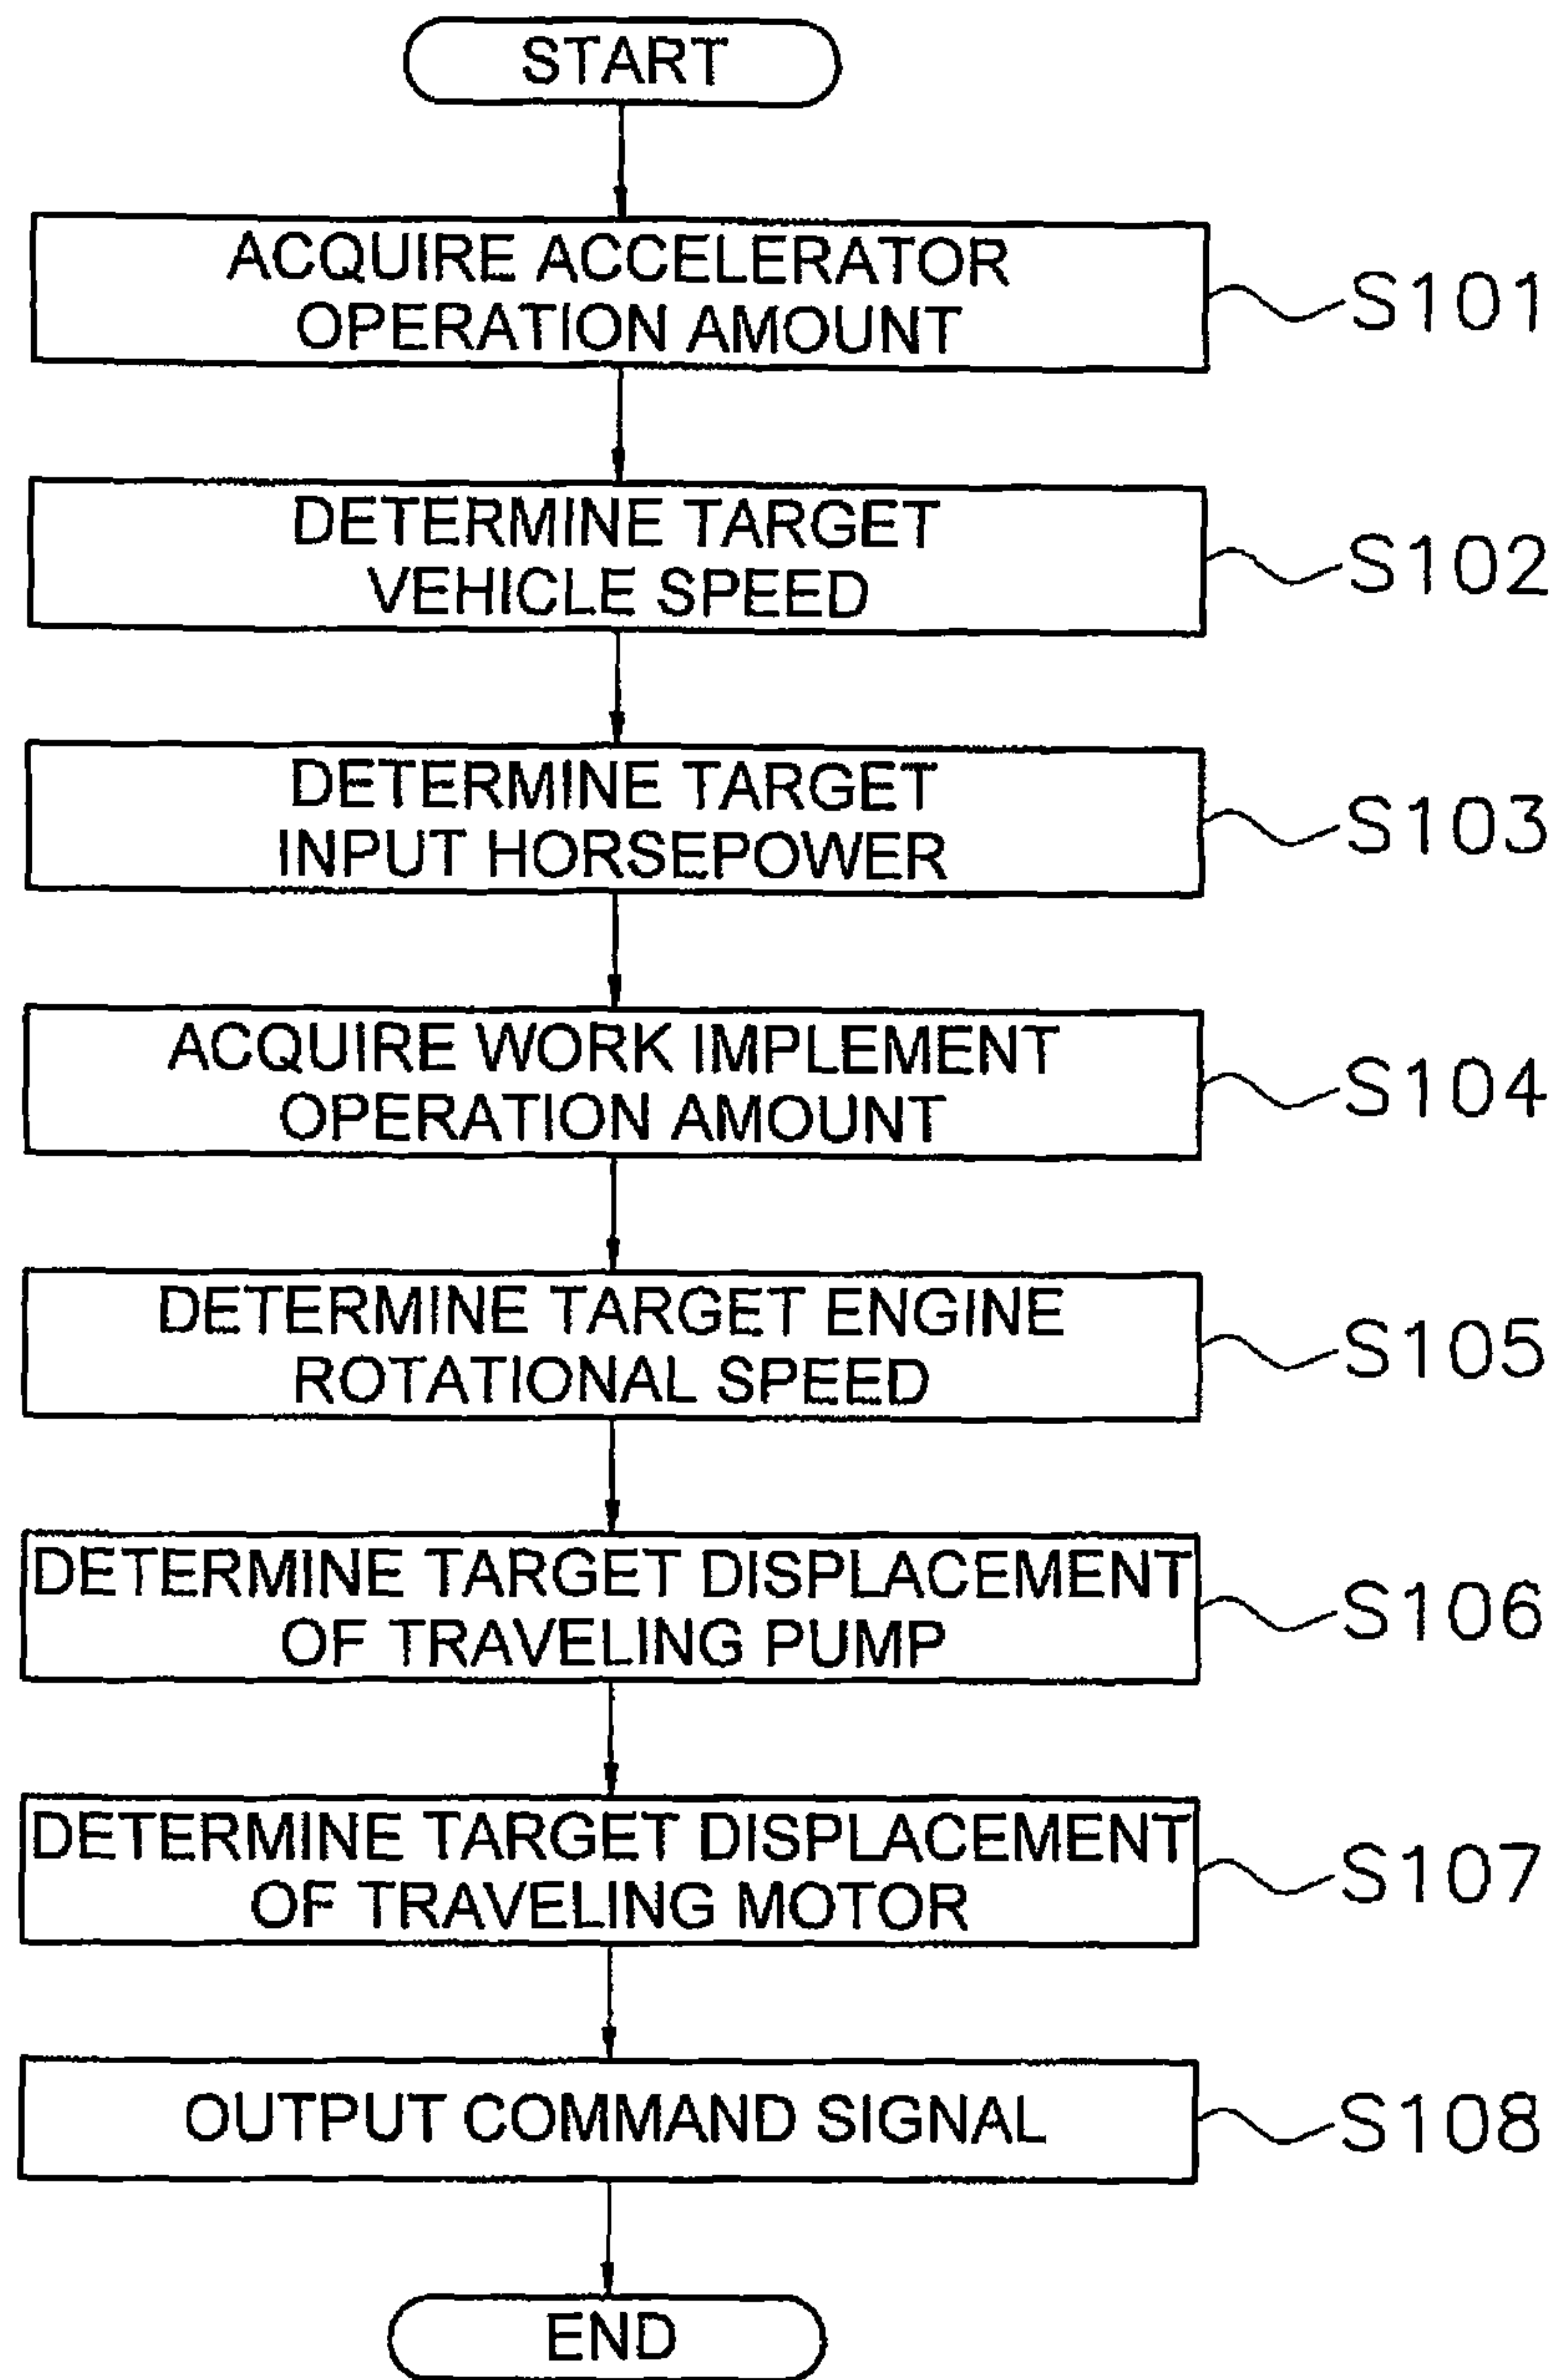 START
ACQUIRE ACCELERATOR
OPERATION AMOUNT
S101
DETERMINE TARGET
VEHICLE SPEED
S102
DETERMINE TARGET
INPUT HORSEPOWER
S103
ACQUIRE WORK IMPLEMENT
OPERATION AMOUNT
S104
DETERMINE TARGET ENGINE
ROTATIONAL SPEED
S105
DETERMINE TARGET DISPLACEMENT
OF TRAVELING PUMP
S106
DETERMINE TARGET DISPLACEMENT
OF TRAVELING MOTOR
S107
OUTPUT COMMAND SIGNAL
S108
END